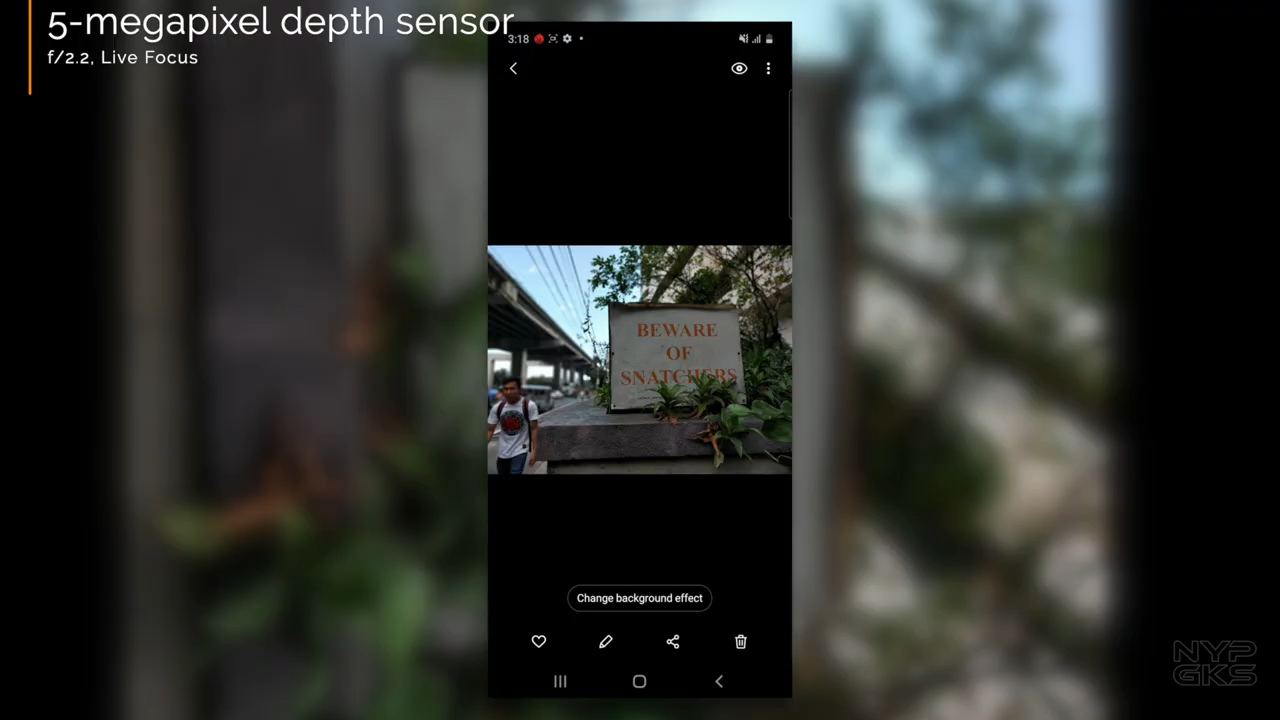 5-megapixel depth sensor
f/2.2, Live Focus
3:18
BEWARE
OF
SNATCHERS
Change background effect
NYP
GKS